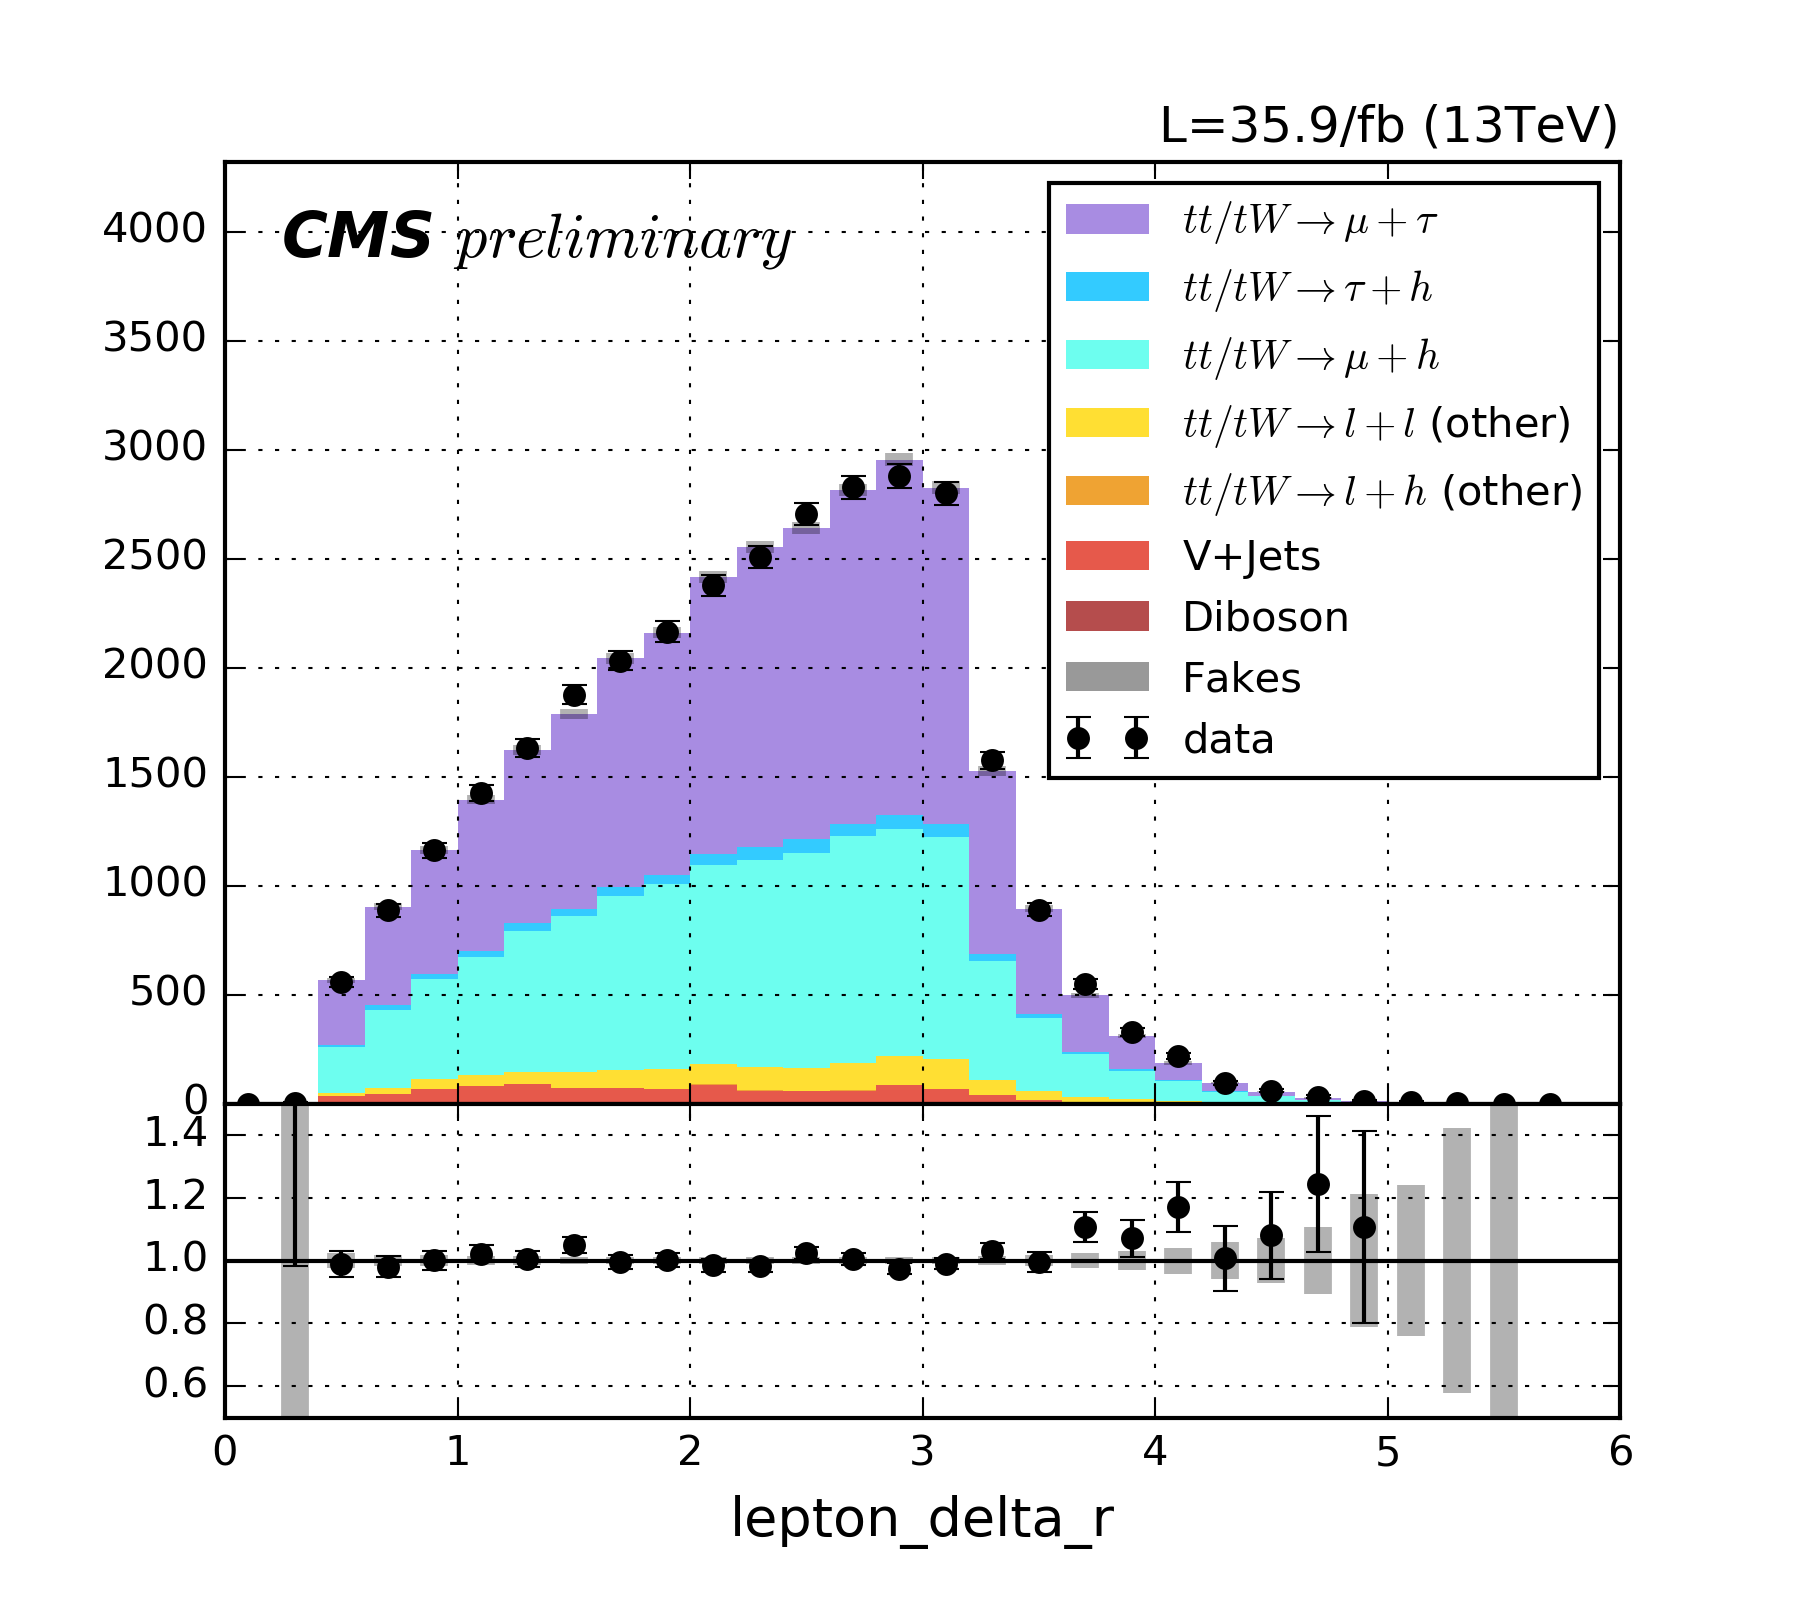 L=35.9/fb (13TeV)
CMS preliminary
4000
3500
3000
2500
2000
1500
1000
500
0
tt/tW → μ + τ
tt/tW → τ + h
tt/tW → μ + h
tt/tW → l + l (other)
tt/tW → l + h (other)
V+Jets
Diboson
Fakes
data
1.4
1.2
1.0
0.8
0.6
0 1 2 3 4 5 6
lepton_delta_r